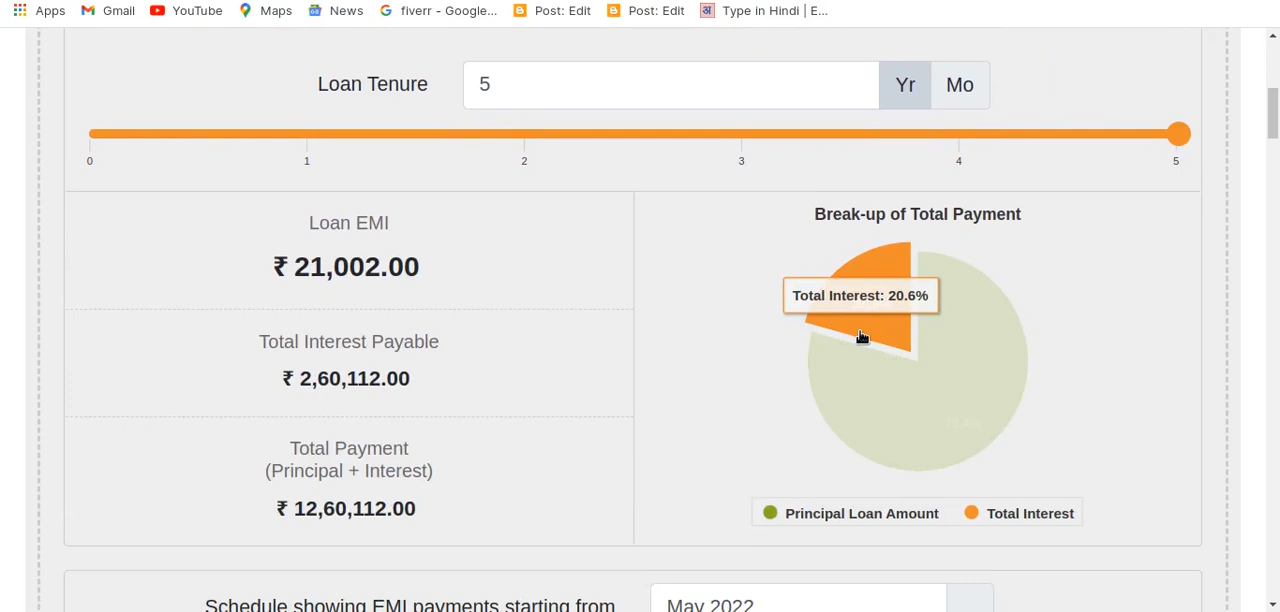 Apps Gmail YouTube Maps News fiverr - Google... Post: Edit Post: Edit अ Type in Hindi | E...
Loan Tenure 5 Yr Mo
0 1 2 3 4 5
Loan EMI
₹ 21,002.00
Total Interest Payable
₹ 2,60,112.00
Total Payment
(Principal + Interest)
₹ 12,60,112.00
Break-up of Total Payment
Total Interest: 20.6%
Principal Loan Amount Total Interest
Schedule showing EMI payments starting from May 2022